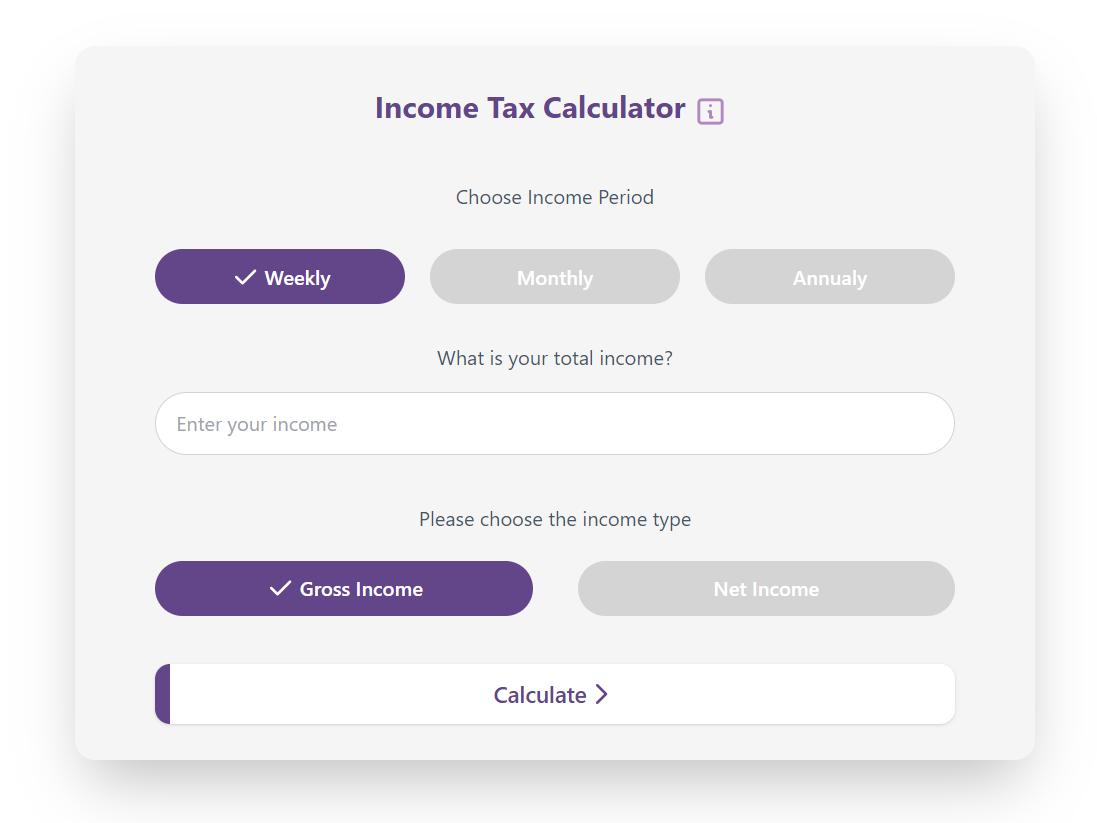 Income Tax Calculator
Choose Income Period
Weekly Monthly Annualy
What is your total income?
Enter your income
Please choose the income type
Gross Income Net Income
Calculate